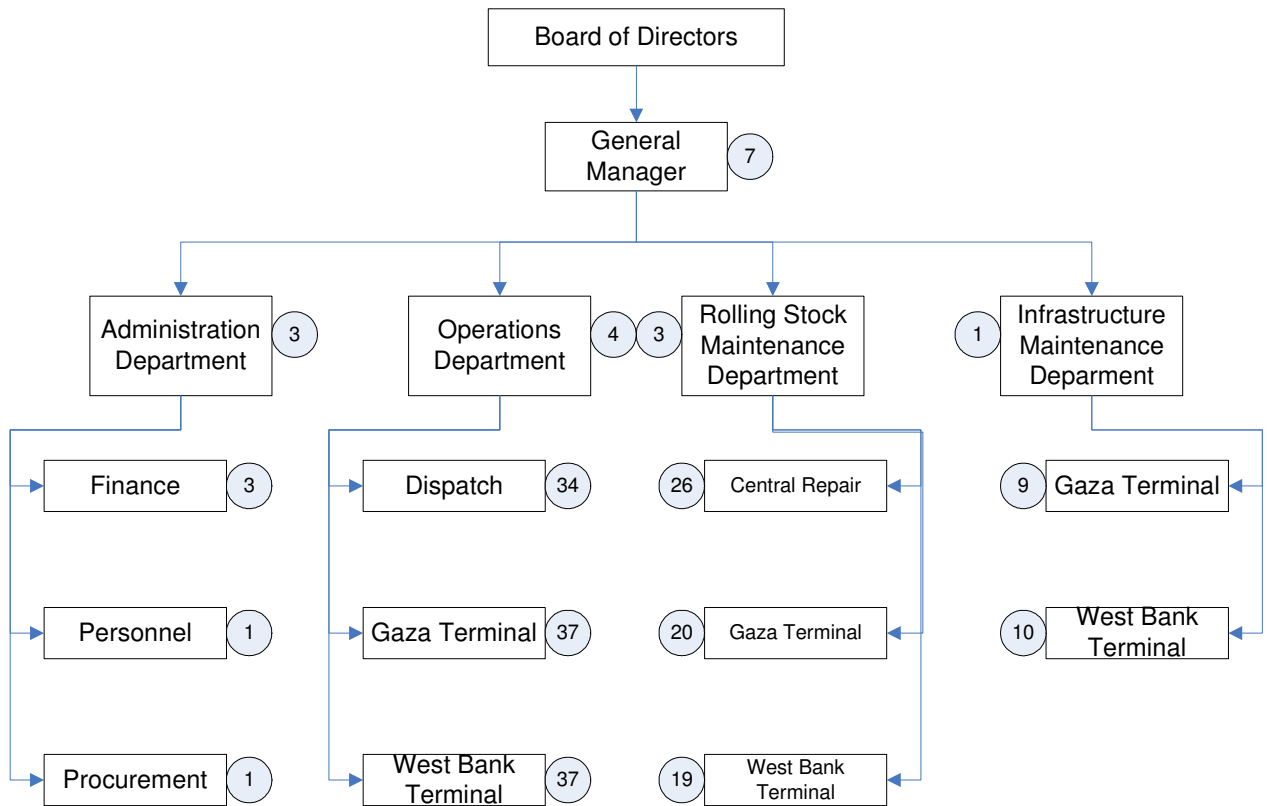 Board of Directors
General
Manager
7
Administration
Department
3
Operations
Department
4
3
Rolling Stock
Maintenance
Department
1
Infrastructure
Maintenance
Deparment
Finance
3
Dispatch
34
26
Central Repair
9
Gaza Terminal
Personnel
1
Gaza Terminal
37
20
Gaza Terminal
10
West Bank
Terminal
Procurement
1
West Bank
Terminal
37
19
West Bank
Terminal